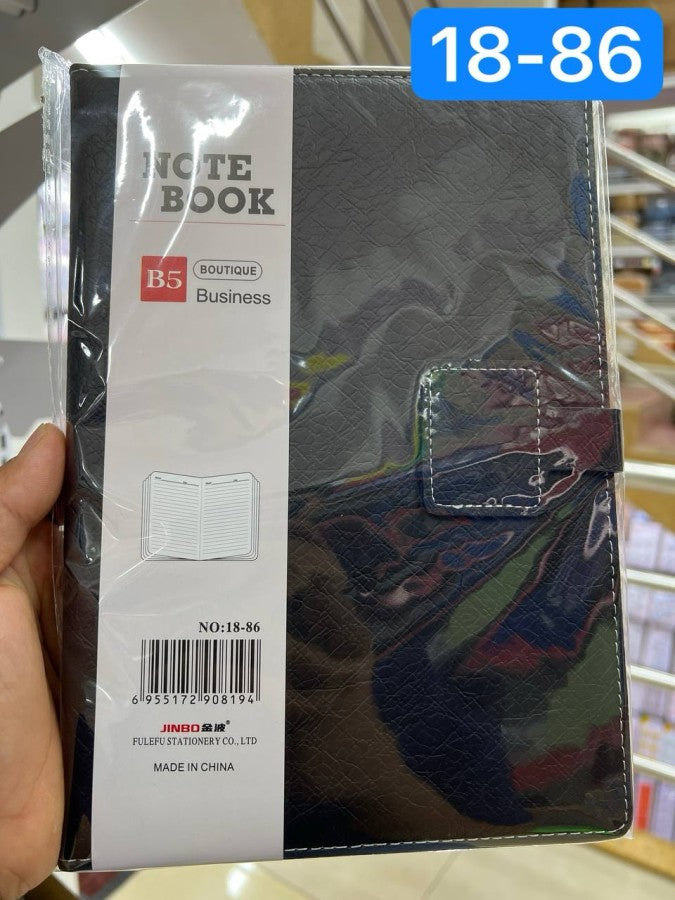 18-86
NOTE
BOOK
B5
BOUTIQUE
Business
NO:18-86
6 955172 908194
JINBO金波®
FULEFU STATIONERY CO., LTD
MADE IN CHINA